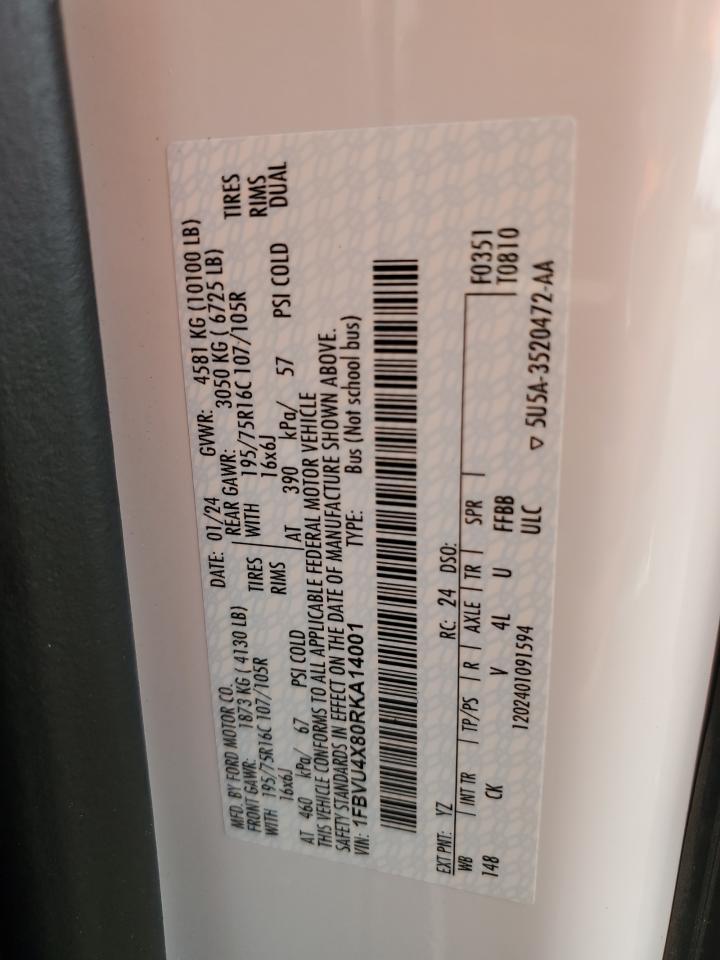 MFD. BY FORD MOTOR CO. DATE: 01/24 GVWR: 4581 KG (10100 LB)
FRONT GAWR: 1873 KG ( 4130 LB) REAR GAWR: 3050 KG ( 6725 LB)
WITH 195/75R16C 107/105R TIRES WITH 195/75R16C 107/105R TIRES
16x6J RIMS 16x6J RIMS
AT 460 kPa/ 67 PSI COLD AT 390 kPa/ 57 PSI COLD DUAL
THIS VEHICLE CONFORMS TO ALL APPLICABLE FEDERAL MOTOR VEHICLE
SAFETY STANDARDS IN EFFECT ON THE DATE OF MANUFACTURE SHOWN ABOVE.
VIN: 1FBVU4X80RKA14001 TYPE: Bus (Not school bus)
EXT PNT: YZ RC: 24 DSO:
WB INT TR TP/PS R AXLE TR SPR F0351
148 CK V 4L U FFBB T0810
1202401091594 ULC
▽ 5U5A-3520472-AA